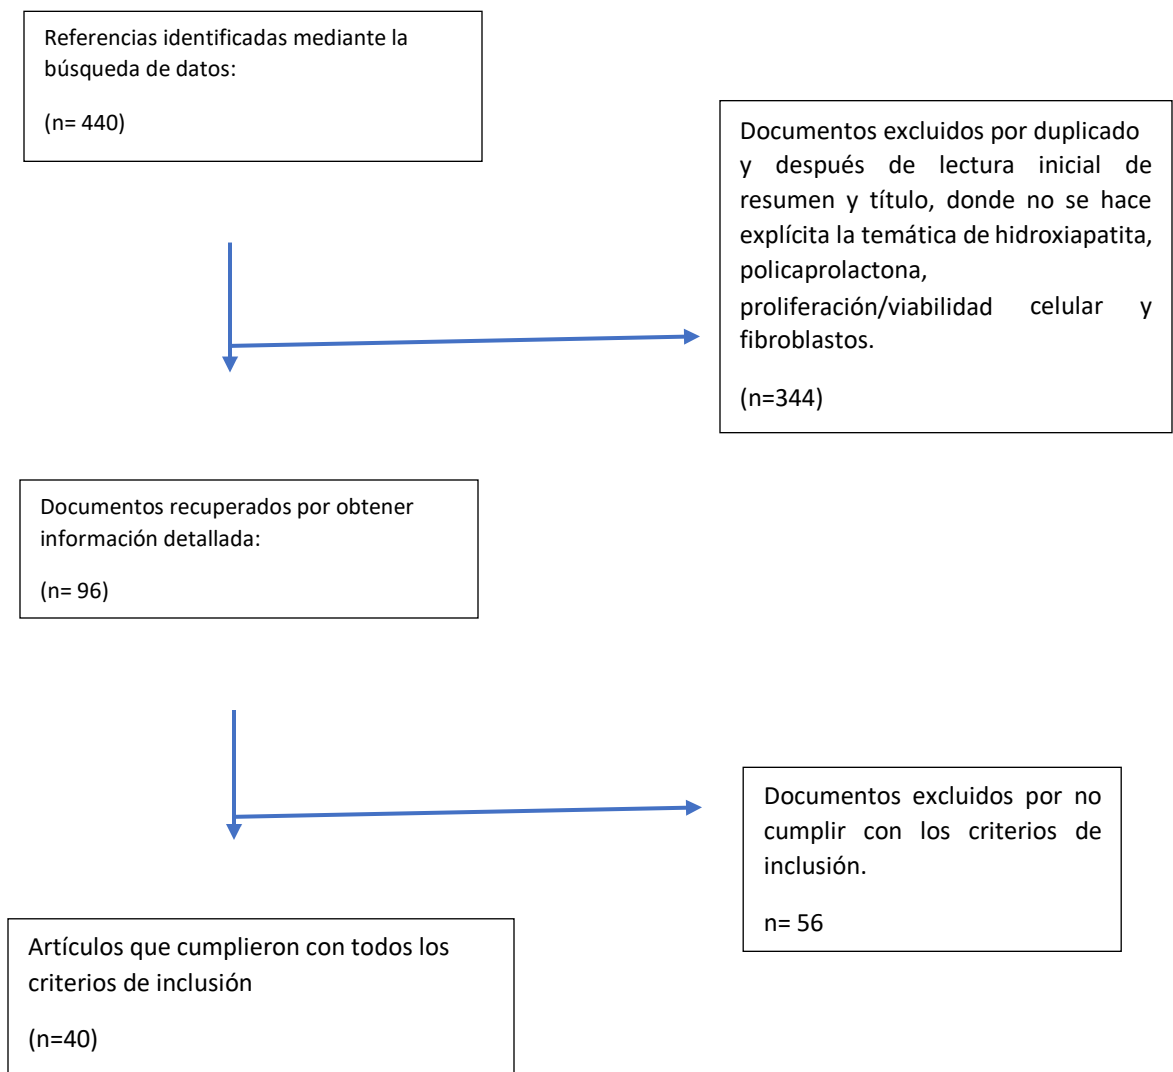 Referencias identificadas mediante la
búsqueda de datos:
(n= 440)
Documentos excluidos por duplicado
y después de lectura inicial de
resumen y título, donde no se hace
explícita la temática de hidroxiapatita,
policaprolactona,
proliferación/viabilidad celular y
fibroblastos.
(n=344)
Documentos recuperados por obtener
información detallada:
(n= 96)
Documentos excluidos por no
cumplir con los criterios de
inclusión.
n= 56
Artículos que cumplieron con todos los
criterios de inclusión
(n=40)